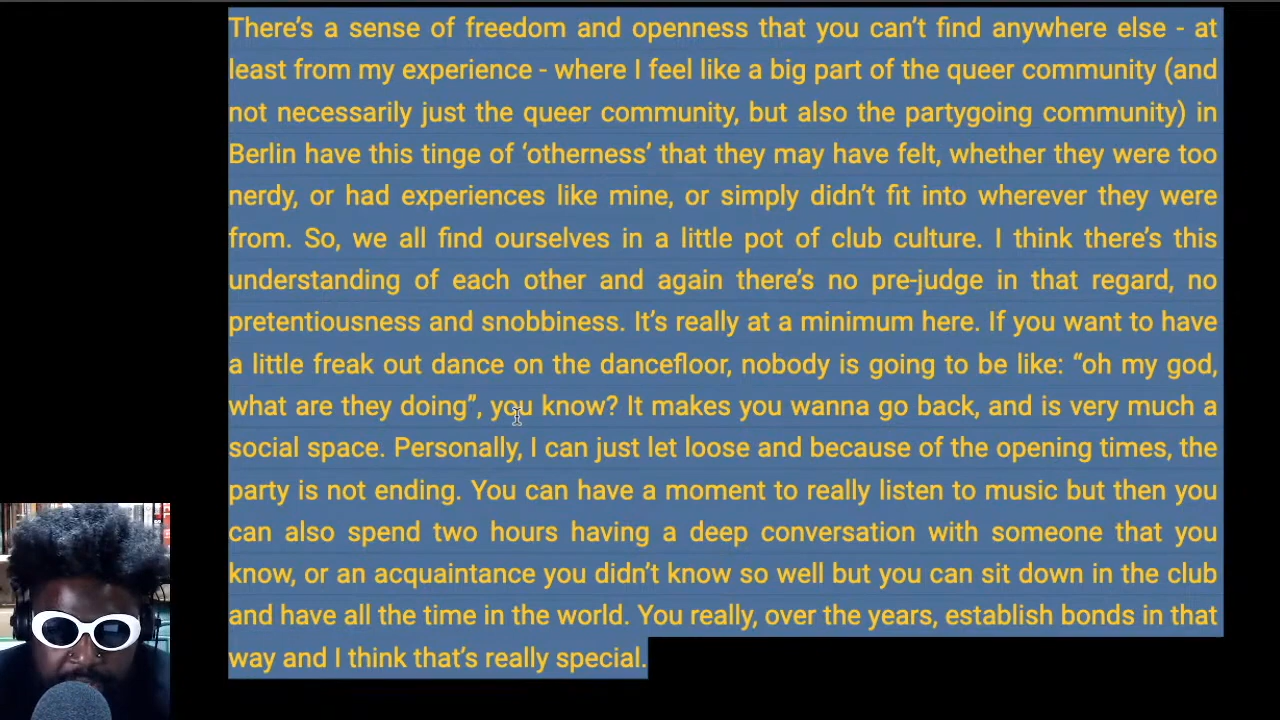 There’s a sense of freedom and openness that you can’t find anywhere else - at
least from my experience - where I feel like a big part of the queer community (and
not necessarily just the queer community, but also the partygoing community) in
Berlin have this tinge of ‘otherness’ that they may have felt, whether they were too
nerdy, or had experiences like mine, or simply didn’t fit into wherever they were
from. So, we all find ourselves in a little pot of club culture. I think there’s this
understanding of each other and again there’s no pre-judge in that regard, no
pretentiousness and snobbiness. It’s really at a minimum here. If you want to have
a little freak out dance on the dancefloor, nobody is going to be like: “oh my god,
what are they doing”, you know? It makes you wanna go back, and is very much a
social space. Personally, I can just let loose and because of the opening times, the
party is not ending. You can have a moment to really listen to music but then you
can also spend two hours having a deep conversation with someone that you
know, or an acquaintance you didn’t know so well but you can sit down in the club
and have all the time in the world. You really, over the years, establish bonds in that
way and I think that’s really special.